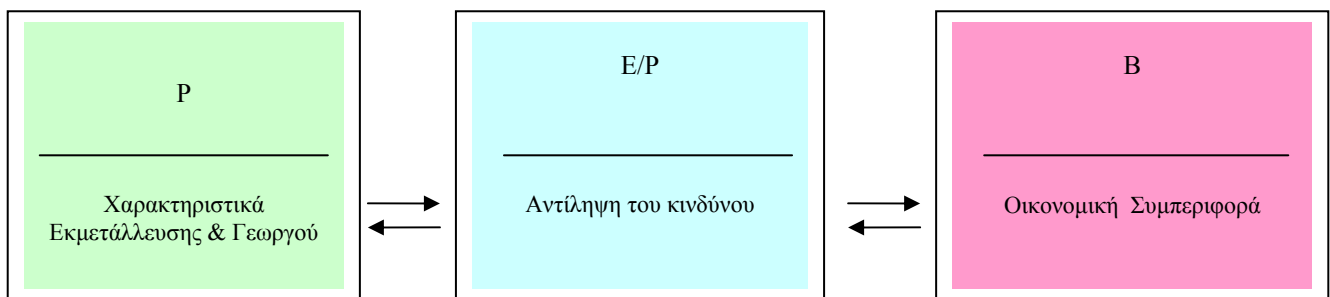 P
Χαρακτηριστικά
Εκμετάλλευσης & Γεωργού
E/P
Αντίληψη του κινδύνου
B
Οικονομική Συμπεριφορά